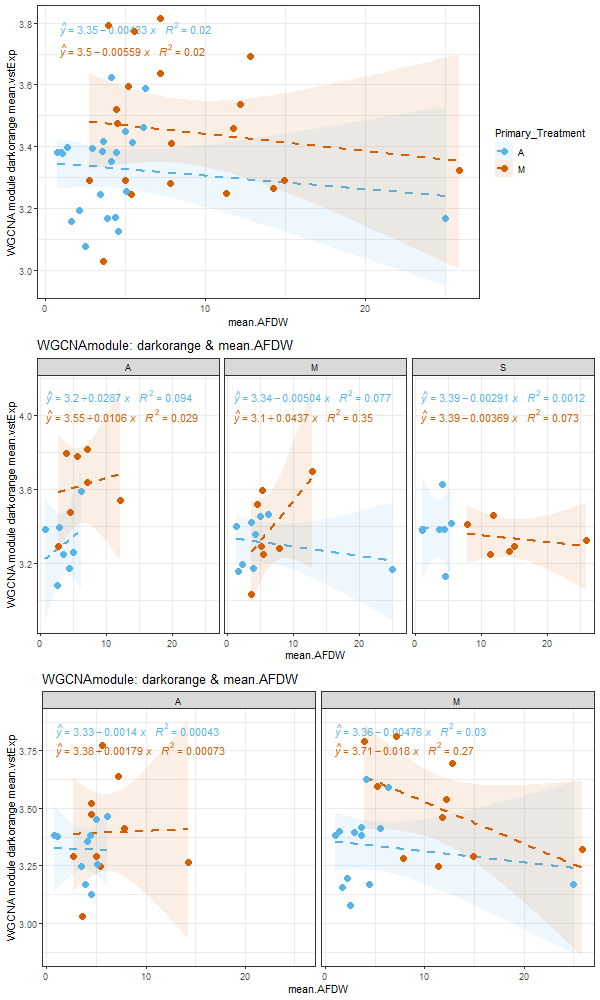 3.8
3.6
3.4
3.2
3.0
WGCNA module darkorange mean.vstExp
ŷ = 3.35 − 0.00433 x R² = 0.02
ŷ = 3.5 − 0.00559 x R² = 0.02
0 10 20
mean.AFDW
Primary_Treatment
A
M
WGCNAmodule: darkorange & mean.AFDW
A M S
4.0
3.6
3.2
WGCNA module darkorange mean.vstExp
ŷ = 3.2 + 0.0287 x R² = 0.094
ŷ = 3.55 + 0.0106 x R² = 0.029
ŷ = 3.34 − 0.00504 x R² = 0.077
ŷ = 3.1 + 0.0437 x R² = 0.35
ŷ = 3.39 − 0.00291 x R² = 0.0012
ŷ = 3.39 − 0.00369 x R² = 0.073
0 10 20 0 10 20 0 10 20
mean.AFDW
WGCNAmodule: darkorange & mean.AFDW
A M
3.75
3.50
3.25
3.00
WGCNA module darkorange mean.vstExp
ŷ = 3.33 − 0.0014 x R² = 0.00043
ŷ = 3.38 + 0.00179 x R² = 0.00073
ŷ = 3.36 − 0.00476 x R² = 0.03
ŷ = 3.71 − 0.018 x R² = 0.27
0 10 20 0 10 20
mean.AFDW